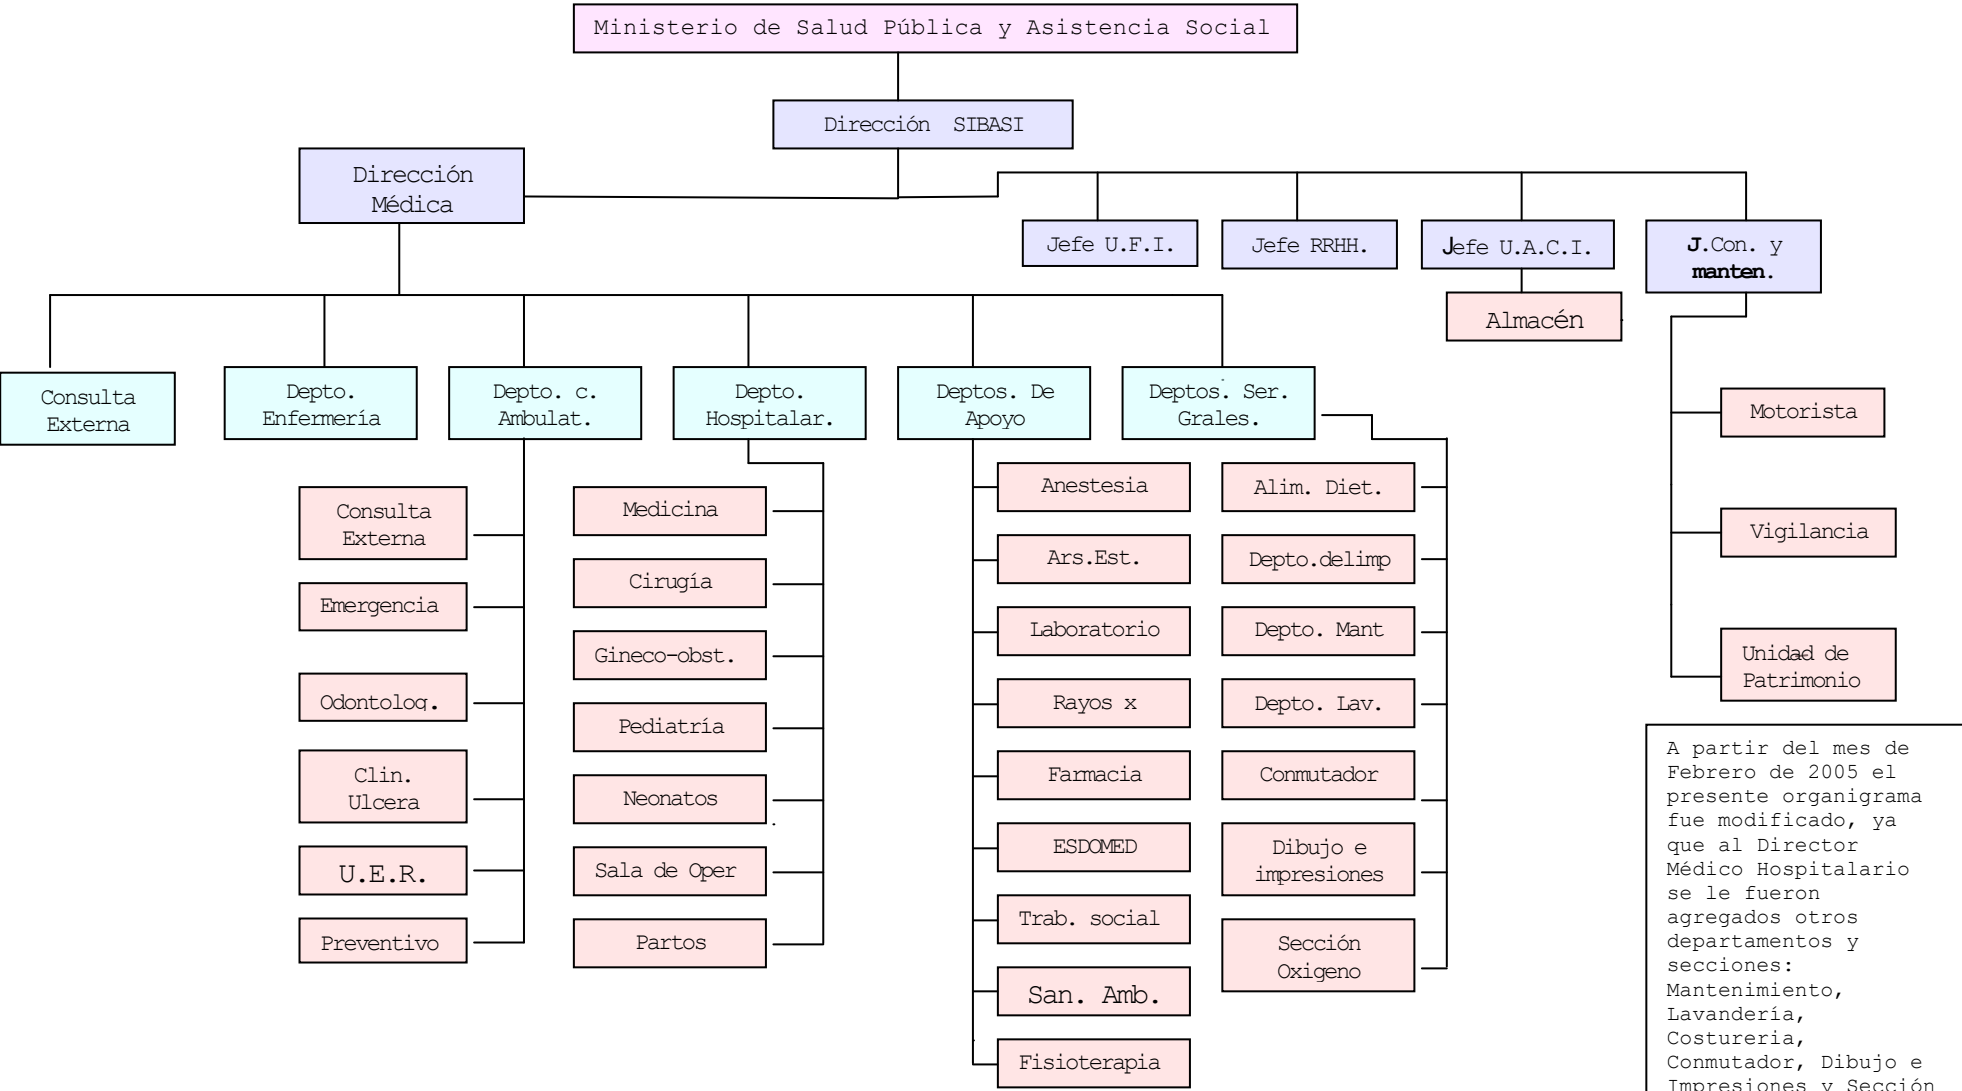 Ministerio de Salud Pública y Asistencia Social
Dirección SIBASI
Dirección
Médica
Jefe U.F.I.
Jefe RRHH.
Jefe U.A.C.I.
J.Con. y
manten.
Almacén
Consulta
Externa
Depto.
Enfermería
Depto. c.
Ambulat.
Depto.
Hospitalar.
Deptos. De
Apoyo
Deptos. Ser.
Grales.
Motorista
Vigilancia
Unidad de
Patrimonio
Consulta
Externa
Emergencia
Odontolog.
Clin.
Ulcera
U.E.R.
Preventivo
Medicina
Cirugía
Gineco-obst.
Pediatría
Neonatos
Sala de Oper
Partos
Anestesia
Ars.Est.
Laboratorio
Rayos x
Farmacia
ESDOMED
Trab. social
San. Amb.
Fisioterapia
Alim. Diet.
Depto.delimp
Depto. Mant
Depto. Lav.
Conmutador
Dibujo e
impresiones
Sección
Oxigeno
A partir del mes de
Febrero de 2005 el
presente organigrama
fue modificado, ya
que al Director
Médico Hospitalario
se le fueron
agregados otros
departamentos y
secciones:
Mantenimiento,
Lavandería,
Costureria,
Conmutador, Dibujo e
Impresiones y Sección